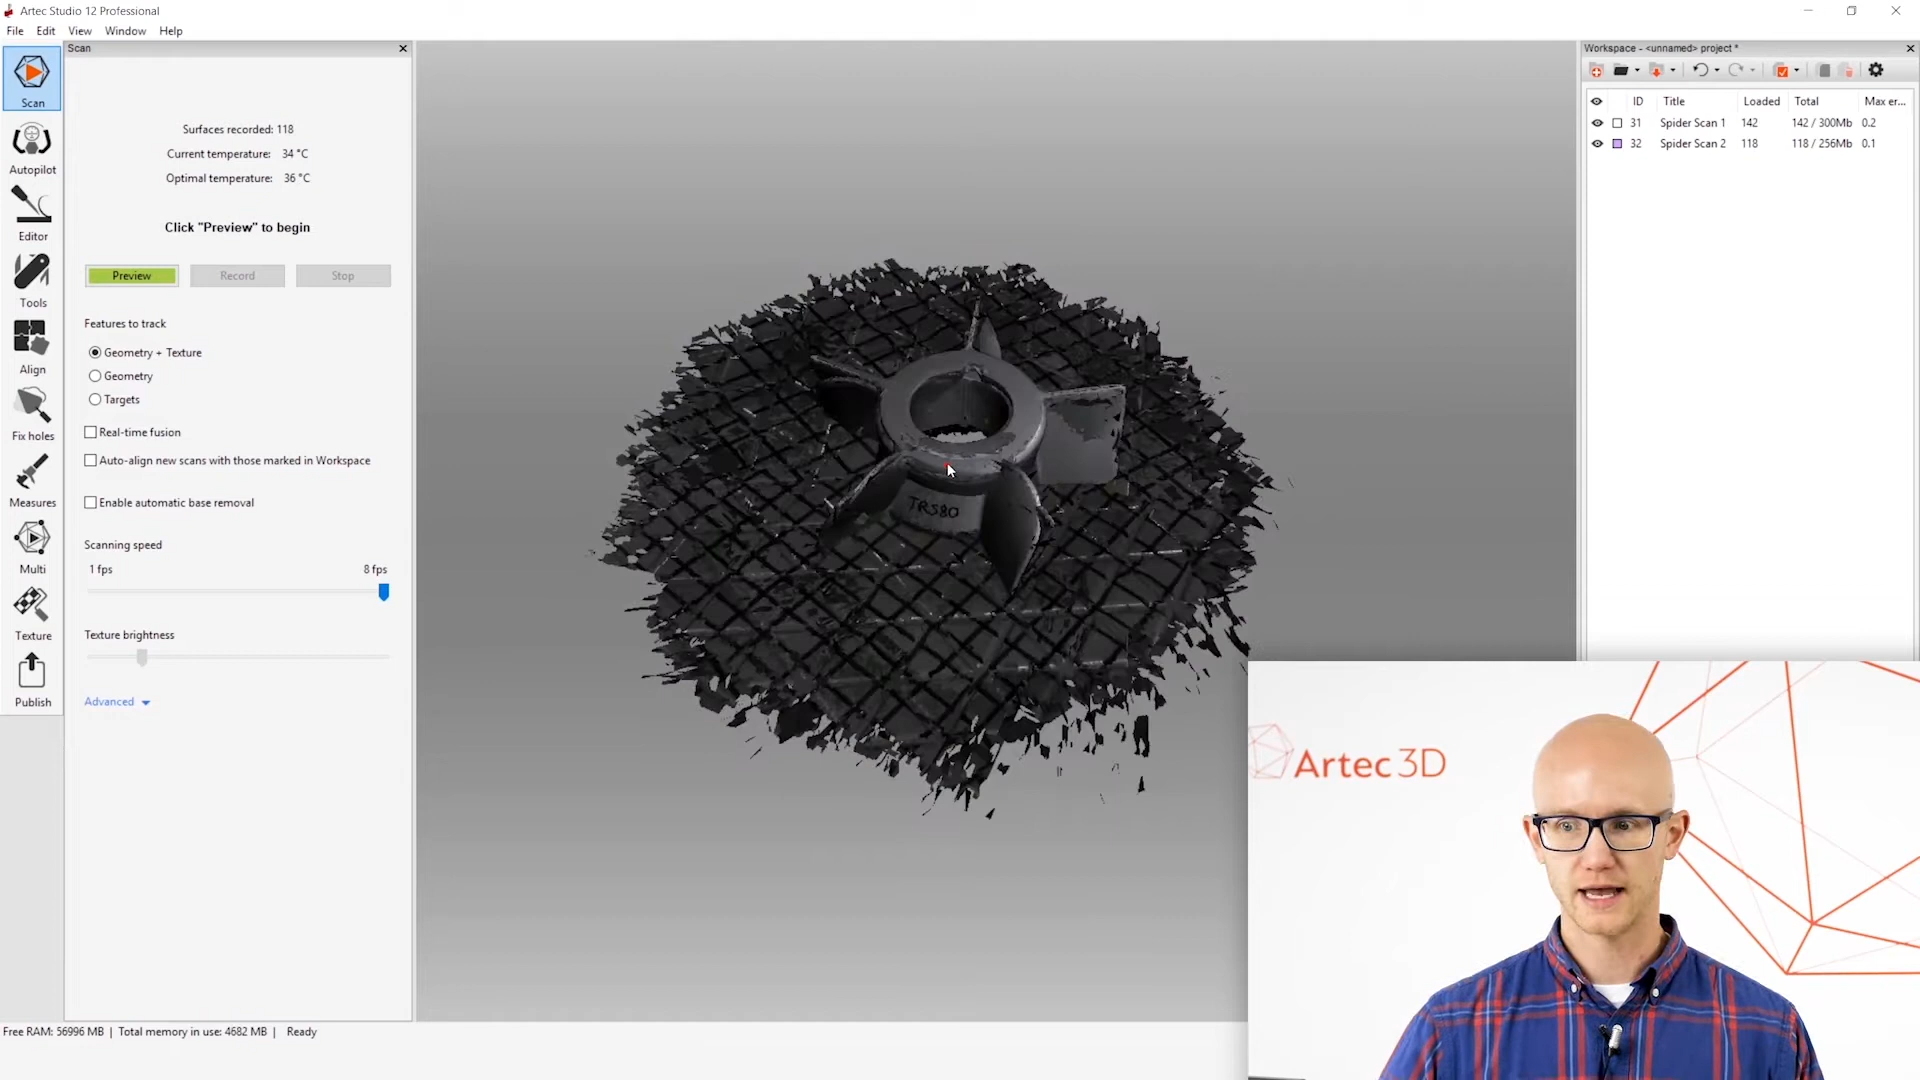 Artec Studio 12 Professional
File Edit View Window Help
Scan
Workspace - <unnamed> project *
Scan
Autopilot
Editor
Tools
Align
Fix holes
Measures
Multi
Texture
Publish
Surfaces recorded: 118
Current temperature: 34 °C
Optimal temperature: 36 °C
Click "Preview" to begin
Preview Record Stop
Features to track
Geometry + Texture
Geometry
Targets
Real-time fusion
Auto-align new scans with those marked in Workspace
Enable automatic base removal
Scanning speed
1 fps 8 fps
Texture brightness
Advanced
TR580
ID Title Loaded Total Max er...
31 Spider Scan 1 142 142 / 300Mb 0.2
32 Spider Scan 2 118 118 / 256Mb 0.1
Artec 3D
Free RAM: 56996 MB | Total memory in use: 4682 MB | Ready